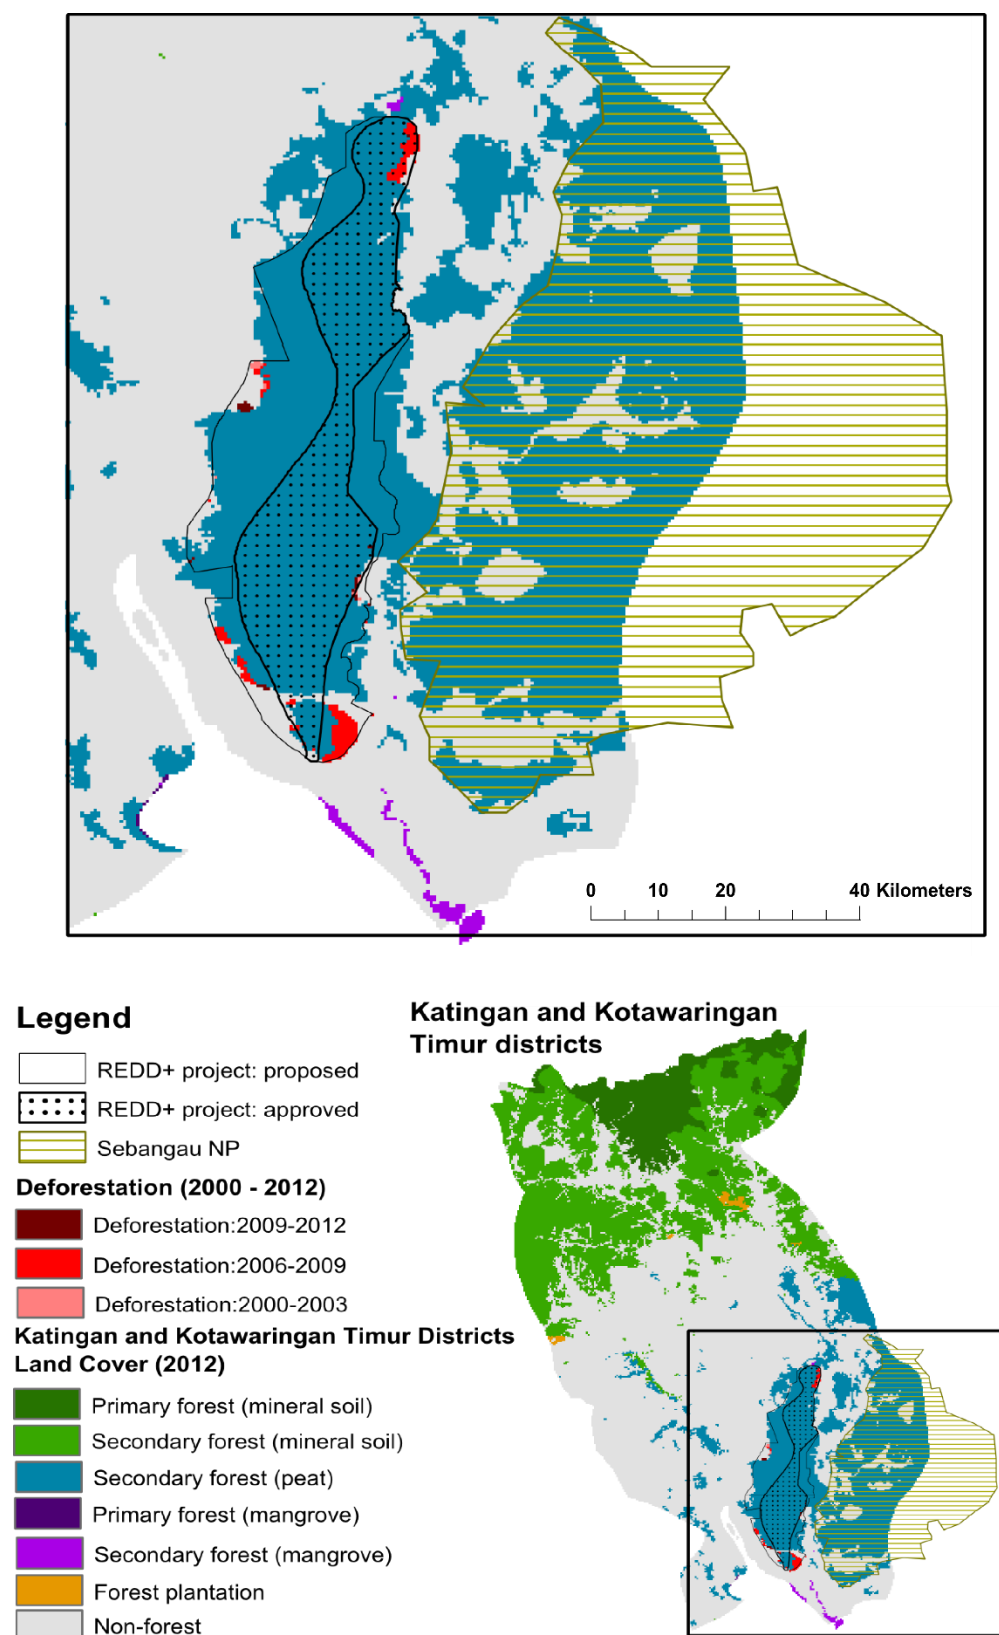 0 10 20 40 Kilometers
Legend
REDD+ project: proposed
REDD+ project: approved
Sebangau NP
Deforestation (2000 - 2012)
Deforestation:2009-2012
Deforestation:2006-2009
Deforestation:2000-2003
Katingan and Kotawaringan Timur Districts
Land Cover (2012)
Primary forest (mineral soil)
Secondary forest (mineral soil)
Secondary forest (peat)
Primary forest (mangrove)
Secondary forest (mangrove)
Forest plantation
Non-forest
Katingan and Kotawaringan
Timur districts